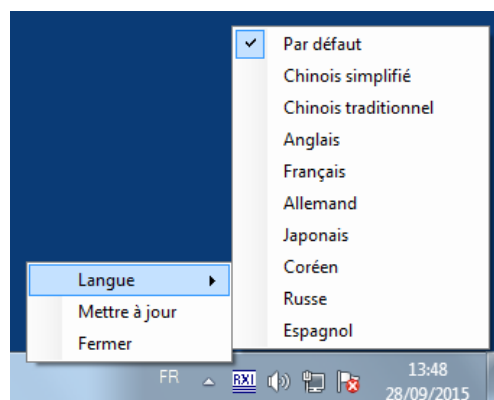 Par défaut
Chinois simplifié
Chinois traditionnel
Anglais
Français
Allemand
Japonais
Coréen
Russe
Espagnol
Langue
Mettre à jour
Fermer
FR
RXI
13:48
28/09/2015